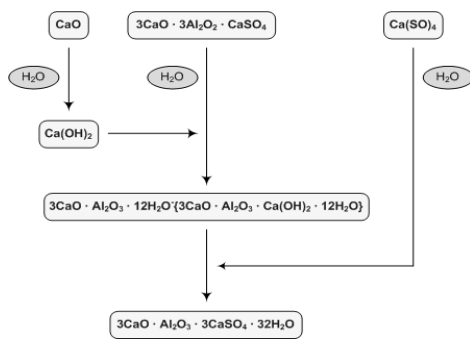 CaO
3CaO · 3Al₂O₂ · CaSO₄
Ca(SO)₄
H₂O
H₂O
H₂O
Ca(OH)₂
3CaO · Al₂O₃ · 12H₂O·{3CaO · Al₂O₃ · Ca(OH)₂ · 12H₂O}
3CaO · Al₂O₃ · 3CaSO₄ · 32H₂O